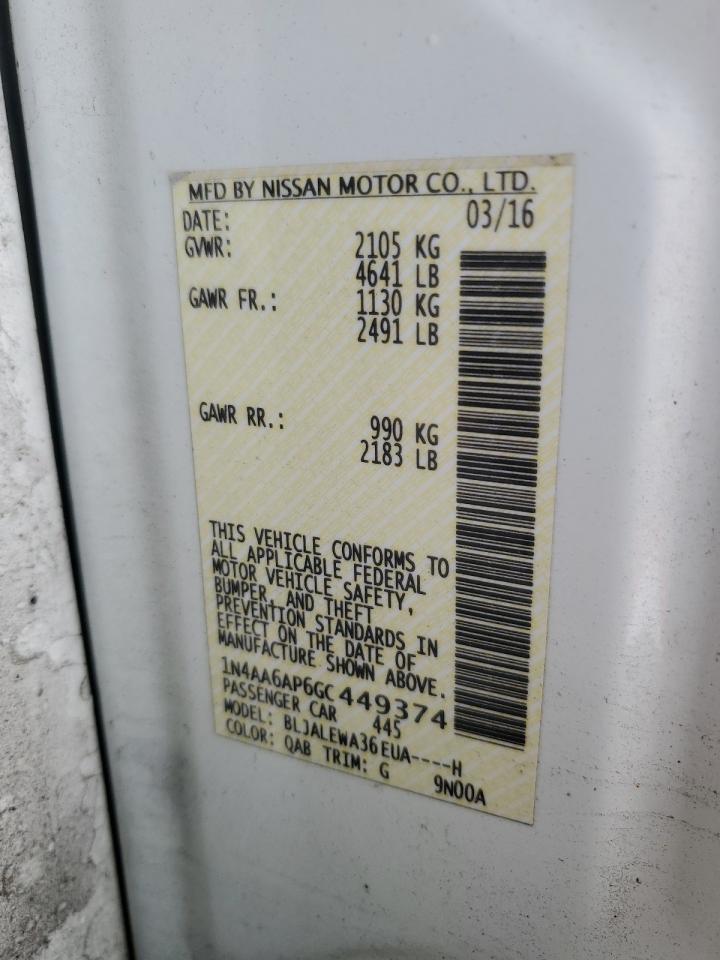 MFD BY NISSAN MOTOR CO., LTD.
DATE: 03/16
GVWR: 2105 KG
4641 LB
GAWR FR.: 1130 KG
2491 LB
GAWR RR.: 990 KG
2183 LB
THIS VEHICLE CONFORMS TO
ALL APPLICABLE FEDERAL
MOTOR VEHICLE SAFETY,
BUMPER, AND THEFT
PREVENTION STANDARDS IN
EFFECT ON THE DATE OF
MANUFACTURE SHOWN ABOVE.
1N4AA6AP6GC449374
PASSENGER CAR 445
MODEL: BLJALEWA36EUA----H
COLOR: QAB TRIM: G 9N00A